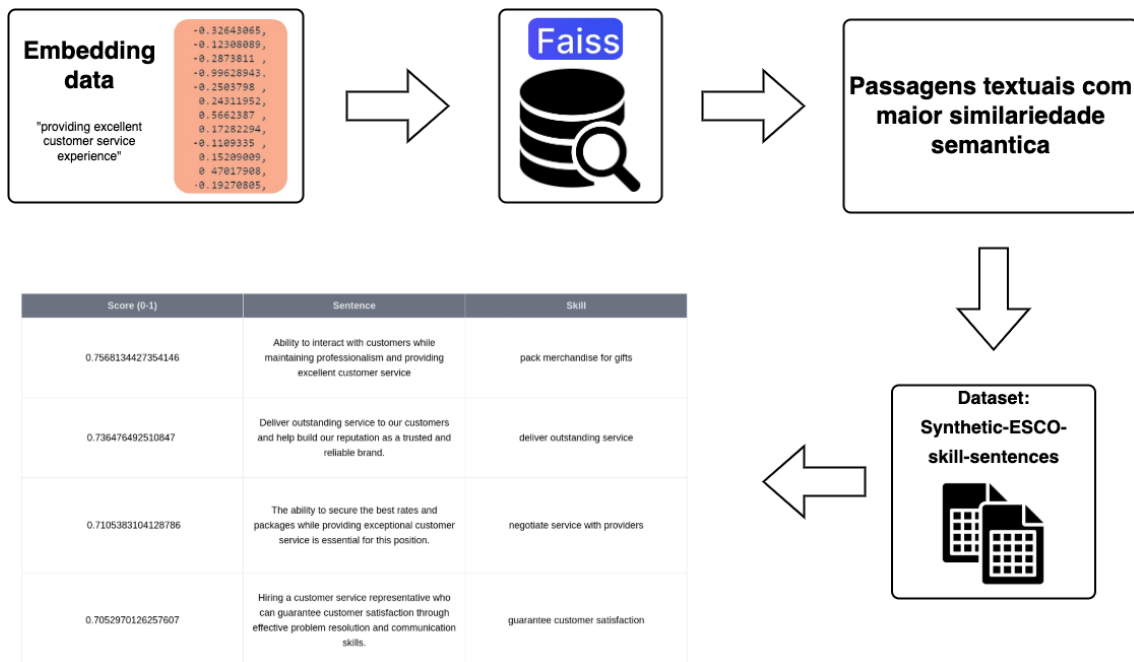 Embedding
data
"providing excellent
customer service
experience"
-0.32643065,
-0.12308089,
-0.2873811 ,
-0.99628943.
-0.2503798 ,
0.24311952,
0.5662387 ,
0.17282294,
-0.1109335 ,
0.15209009,
0 47017908,
-0.19270805,
Faiss
Passagens textuais com
maior similariedade
semantica
Dataset:
Synthetic-ESCO-
skill-sentences
Score (0-1) Sentence Skill
Ability to interact with customers while
0.7568134427354146 maintaining professionalism and providing pack merchandise for gifts
excellent customer service
Deliver outstanding service to our customers
0.736476492510847 and help build our reputation as a trusted and deliver outstanding service
reliable brand.
The ability to secure the best rates and
0.7105383104128786 packages while providing exceptional customer negotiate service with providers
service is essential for this position.
Hiring a customer service representative who
0.7052970126257607 can guarantee customer satisfaction through guarantee customer satisfaction
effective problem resolution and communication
skills.